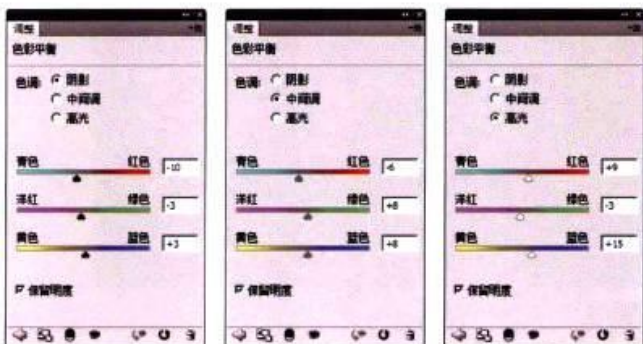 调整
色彩平衡
色调: 阴影
中间调
高光
青色 红色 -10
洋红 绿色 -3
黄色 蓝色 +3
保留明度
调整
色彩平衡
色调: 阴影
中间调
高光
青色 红色 -6
洋红 绿色 +8
黄色 蓝色 +8
保留明度
调整
色彩平衡
色调: 阴影
中间调
高光
青色 红色 +9
洋红 绿色 -3
黄色 蓝色 +15
保留明度